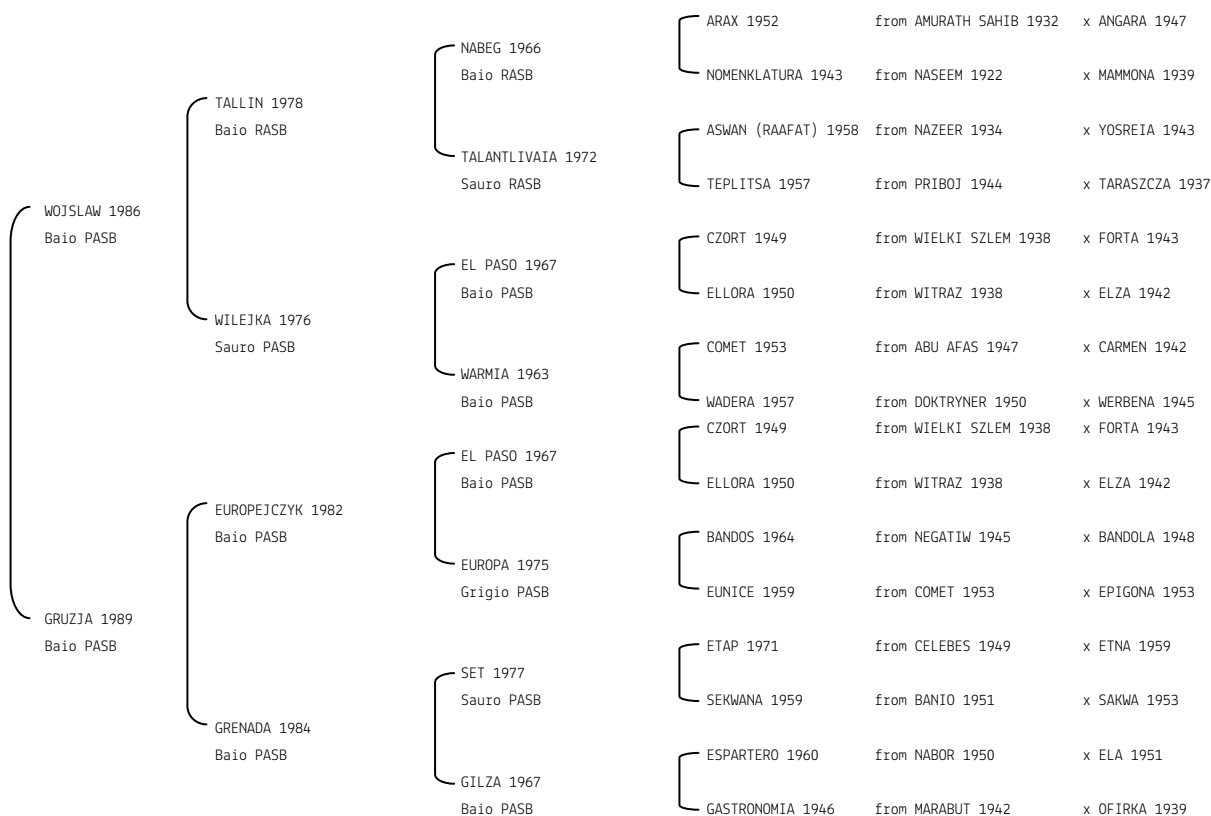 ARAX 1952 from AMURATH SAHIB 1932 x ANGARA 1947
NABEG 1966
Baio RASB
NOMENKLATURA 1943 from NASEEM 1922 x MAMMONA 1939
TALLIN 1978
Baio RASB
ASWAN (RAAFAT) 1958 from NAZEER 1934 x YOSREIA 1943
TALANTLIVAIA 1972
Sauro RASB
TEPLITSA 1957 from PRIBOJ 1944 x TARASZCZA 1937
WOJSLAW 1986
Baio PASB
CZORT 1949 from WIELKI SZLEM 1938 x FORTA 1943
EL PASO 1967
Baio PASB
ELLORA 1950 from WITRAZ 1938 x ELZA 1942
WILEJKA 1976
Sauro PASB
COMET 1953 from ABU AFAS 1947 x CARMEN 1942
WARMIA 1963
Baio PASB
WADERA 1957 from DOKTRYNER 1950 x WERBENA 1945
CZORT 1949 from WIELKI SZLEM 1938 x FORTA 1943
EL PASO 1967
Baio PASB
ELLORA 1950 from WITRAZ 1938 x ELZA 1942
EUROPEJCZYK 1982
Baio PASB
BANDOS 1964 from NEGATIW 1945 x BANDOLA 1948
EUROPA 1975
Grigio PASB
EUNICE 1959 from COMET 1953 x EPIGONA 1953
GRUZJA 1989
Baio PASB
ETAP 1971 from CELEBES 1949 x ETNA 1959
SET 1977
Sauro PASB
SEKWANA 1959 from BANIO 1951 x SAKWA 1953
GRENADA 1984
Baio PASB
ESPARTERO 1960 from NABOR 1950 x ELA 1951
GILZA 1967
Baio PASB
GASTRONOMIA 1946 from MARABUT 1942 x OFIRKA 1939